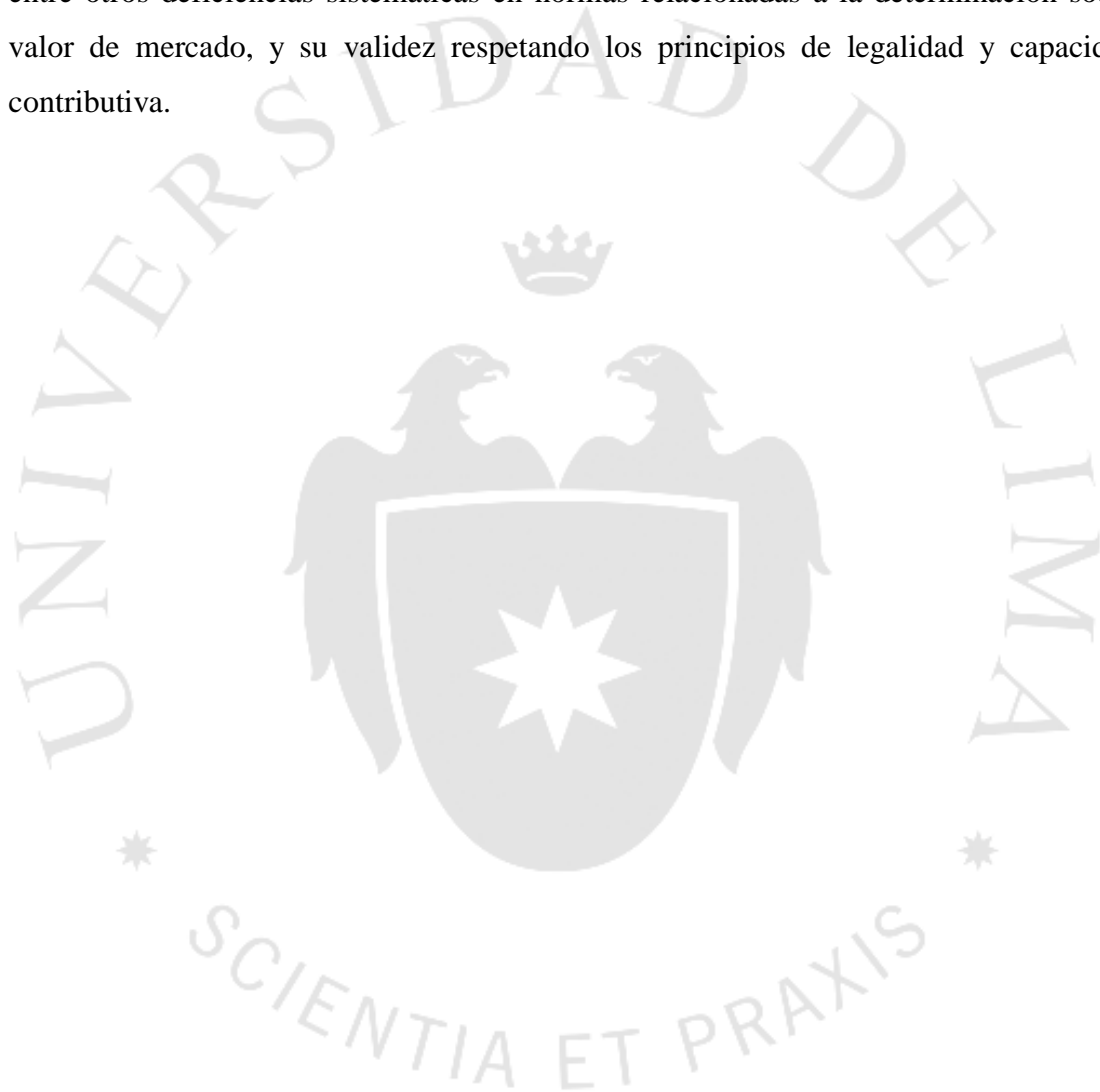 entre otros deficiencias sistemáticas en normas relacionadas a la determinación
valor de mercado, y su validez respetando los principios de legalidad y
contributiva.
UNIVERSIDAD DE LIMA
SCIENTIA ET PRAXIS